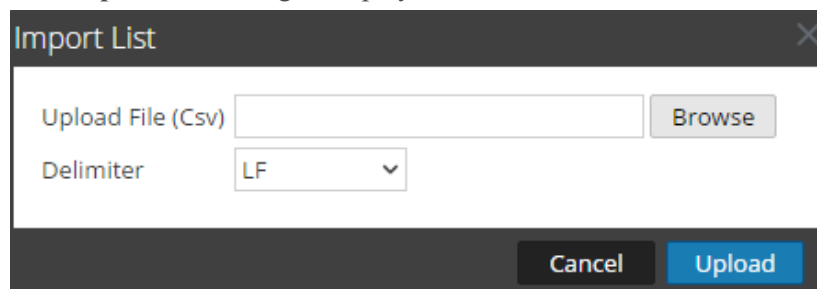 Import List
Upload File (Csv) Browse
Delimiter LF
Cancel Upload